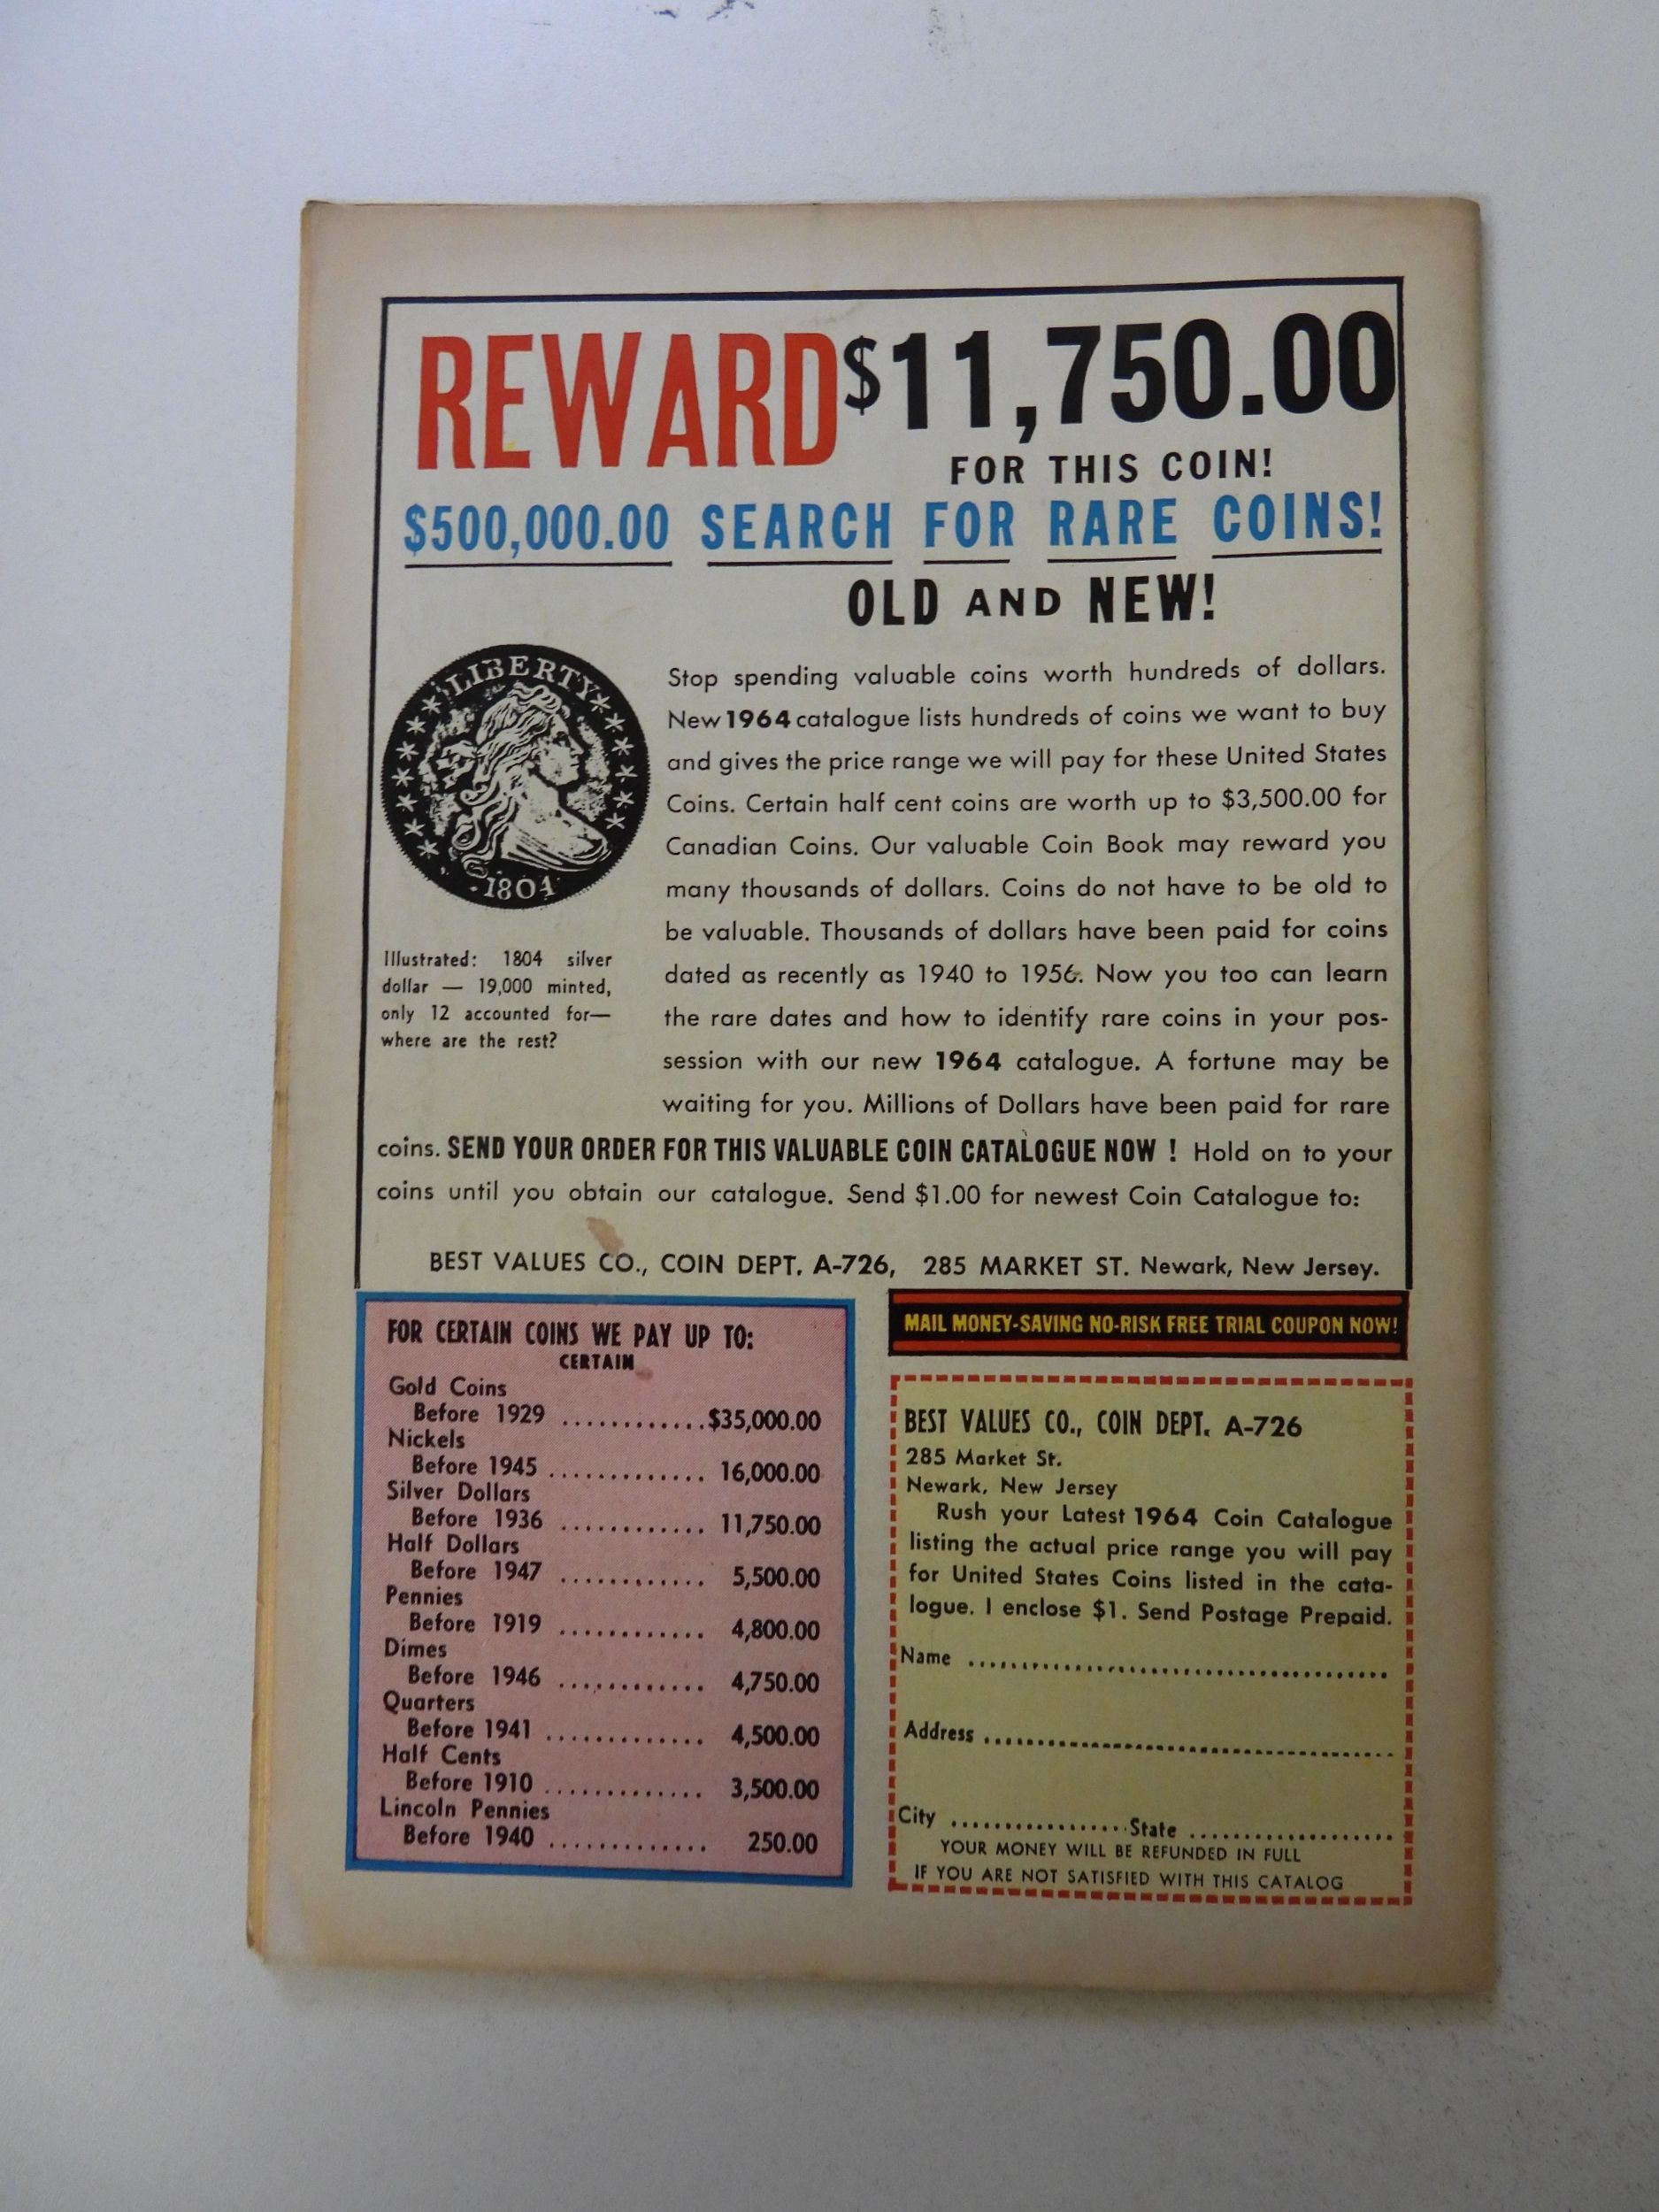 REWARD $11,750.00
FOR THIS COIN!
$500,000.00 SEARCH FOR RARE COINS!
OLD AND NEW!
LIBERTY
1804
Illustrated: 1804 silver
dollar — 19,000 minted,
only 12 accounted for—
where are the rest?
Stop spending valuable coins worth hundreds of dollars.
New 1964 catalogue lists hundreds of coins we want to buy
and gives the price range we will pay for these United States
Coins. Certain half cent coins are worth up to $3,500.00 for
Canadian Coins. Our valuable Coin Book may reward you
many thousands of dollars. Coins do not have to be old to
be valuable. Thousands of dollars have been paid for coins
dated as recently as 1940 to 1956. Now you too can learn
the rare dates and how to identify rare coins in your pos-
session with our new 1964 catalogue. A fortune may be
waiting for you. Millions of Dollars have been paid for rare
coins. SEND YOUR ORDER FOR THIS VALUABLE COIN CATALOGUE NOW ! Hold on to your
coins until you obtain our catalogue. Send $1.00 for newest Coin Catalogue to:
BEST VALUES CO., COIN DEPT. A-726, 285 MARKET ST. Newark, New Jersey.
FOR CERTAIN COINS WE PAY UP TO:
CERTAIN
Gold Coins
Before 1929 ............$35,000.00
Nickels
Before 1945 ............. 16,000.00
Silver Dollars
Before 1936 ............ 11,750.00
Half Dollars
Before 1947 ............ 5,500.00
Pennies
Before 1919 ............ 4,800.00
Dimes
Before 1946 ............ 4,750.00
Quarters
Before 1941 ............. 4,500.00
Half Cents
Before 1910 ............. 3,500.00
Lincoln Pennies
Before 1940 ............. 250.00
MAIL MONEY-SAVING NO-RISK FREE TRIAL COUPON NOW!
BEST VALUES CO., COIN DEPT. A-726
285 Market St.
Newark, New Jersey
Rush your Latest 1964 Coin Catalogue
listing the actual price range you will pay
for United States Coins listed in the cata-
logue. I enclose $1. Send Postage Prepaid.
Name ........................................
Address ........................................
City .................State ....................
YOUR MONEY WILL BE REFUNDED IN FULL
IF YOU ARE NOT SATISFIED WITH THIS CATALOG